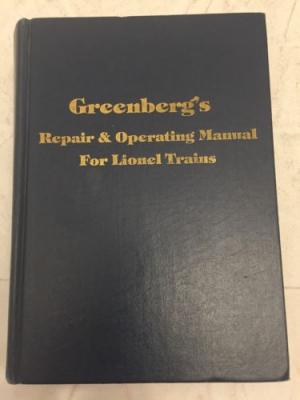 Greenberg's
Repair & Operating Manual
For Lionel Trains